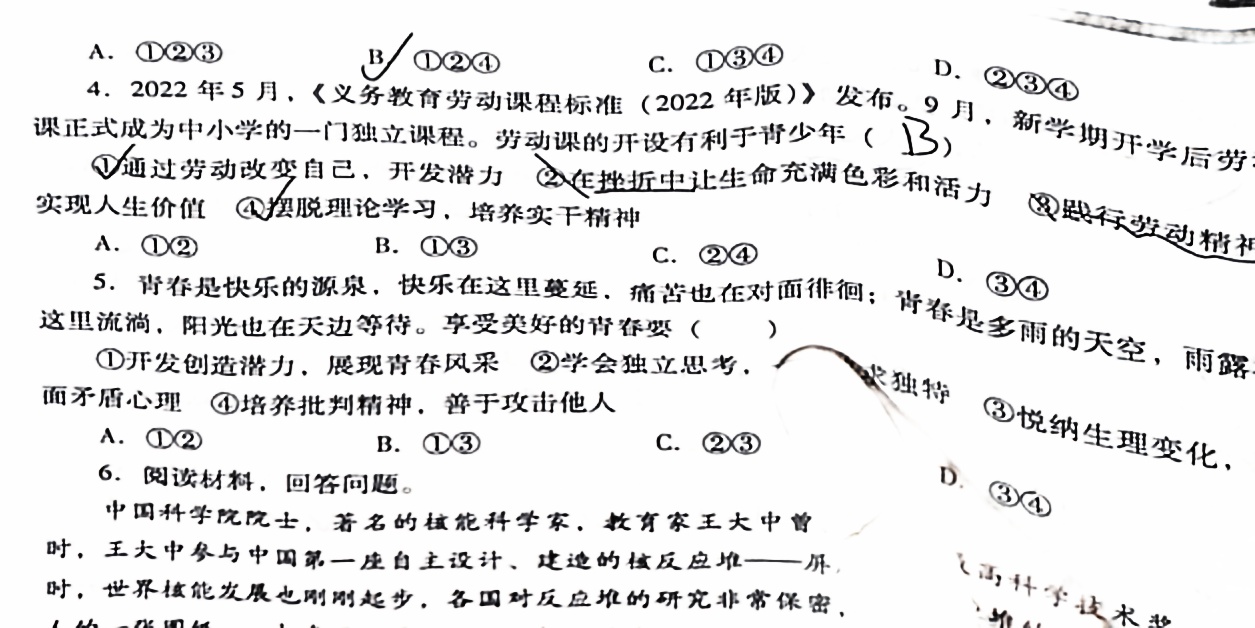 A. ①②③ B. ①②④ C. ①③④ D. ②③④
4. 2022年5月，《义务教育劳动课程标准（2022年版）》发布。9月，新学期开学后劳
课正式成为中小学的一门独立课程。劳动课的开设有利于青少年（ B ）
①通过劳动改变自己，开发潜力 ②在挫折中让生命充满色彩和活力 ③践行劳动精神
实现人生价值 ④摆脱理论学习，培养实干精神
A. ①② B. ①③ C. ②④ D. ③④
5. 青春是快乐的源泉，快乐在这里蔓延，痛苦也在对面徘徊；青春是多雨的天空，雨露
这里流淌，阳光也在天边等待。享受美好的青春要（ ）
①开发创造潜力，展现青春风采 ②学会独立思考， 求独特 ③悦纳生理变化，
面矛盾心理 ④培养批判精神，善于攻击他人
A. ①② B. ①③ C. ②③ D. ③④
6. 阅读材料，回答问题。
中国科学院院士，著名的核能科学家，教育家王大中曾 高科学技术奖
时，王大中参与中国第一座自主设计、建造的核反应堆——屏 堆
时，世界核能发展也刚刚起步，各国对反应堆的研究非常保密，